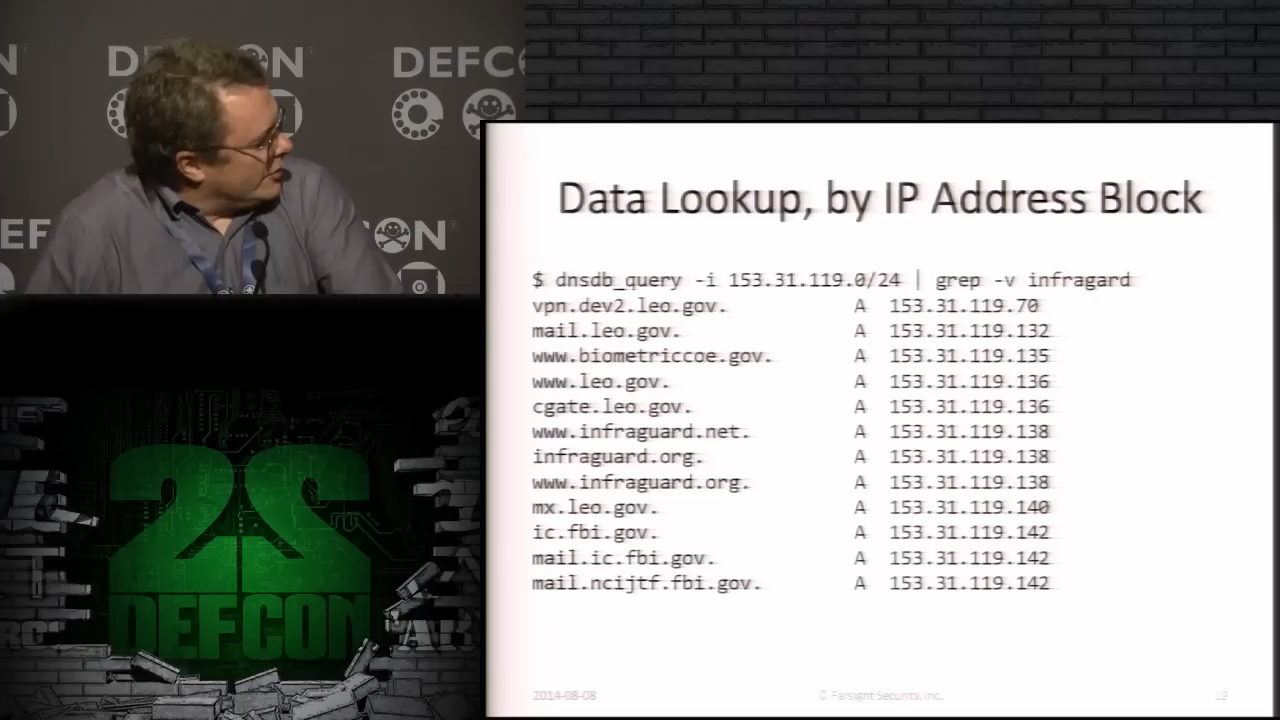 DEFCON
DEFC
EF
CON
Data Lookup, by IP Address Block
$ dnsdb_query -i 153.31.119.0/24 | grep -v infragard
vpn.dev2.leo.gov. A 153.31.119.70
mail.leo.gov. A 153.31.119.132
www.biometriccoe.gov. A 153.31.119.135
www.leo.gov. A 153.31.119.136
cgate.leo.gov. A 153.31.119.136
www.infraguard.net. A 153.31.119.138
infraguard.org. A 153.31.119.138
www.infraguard.org. A 153.31.119.138
mx.leo.gov. A 153.31.119.140
ic.fbi.gov. A 153.31.119.142
mail.ic.fbi.gov. A 153.31.119.142
mail.ncijtf.fbi.gov. A 153.31.119.142
22
DEFCON
2014-08-08 © Farsight Security, Inc. 19